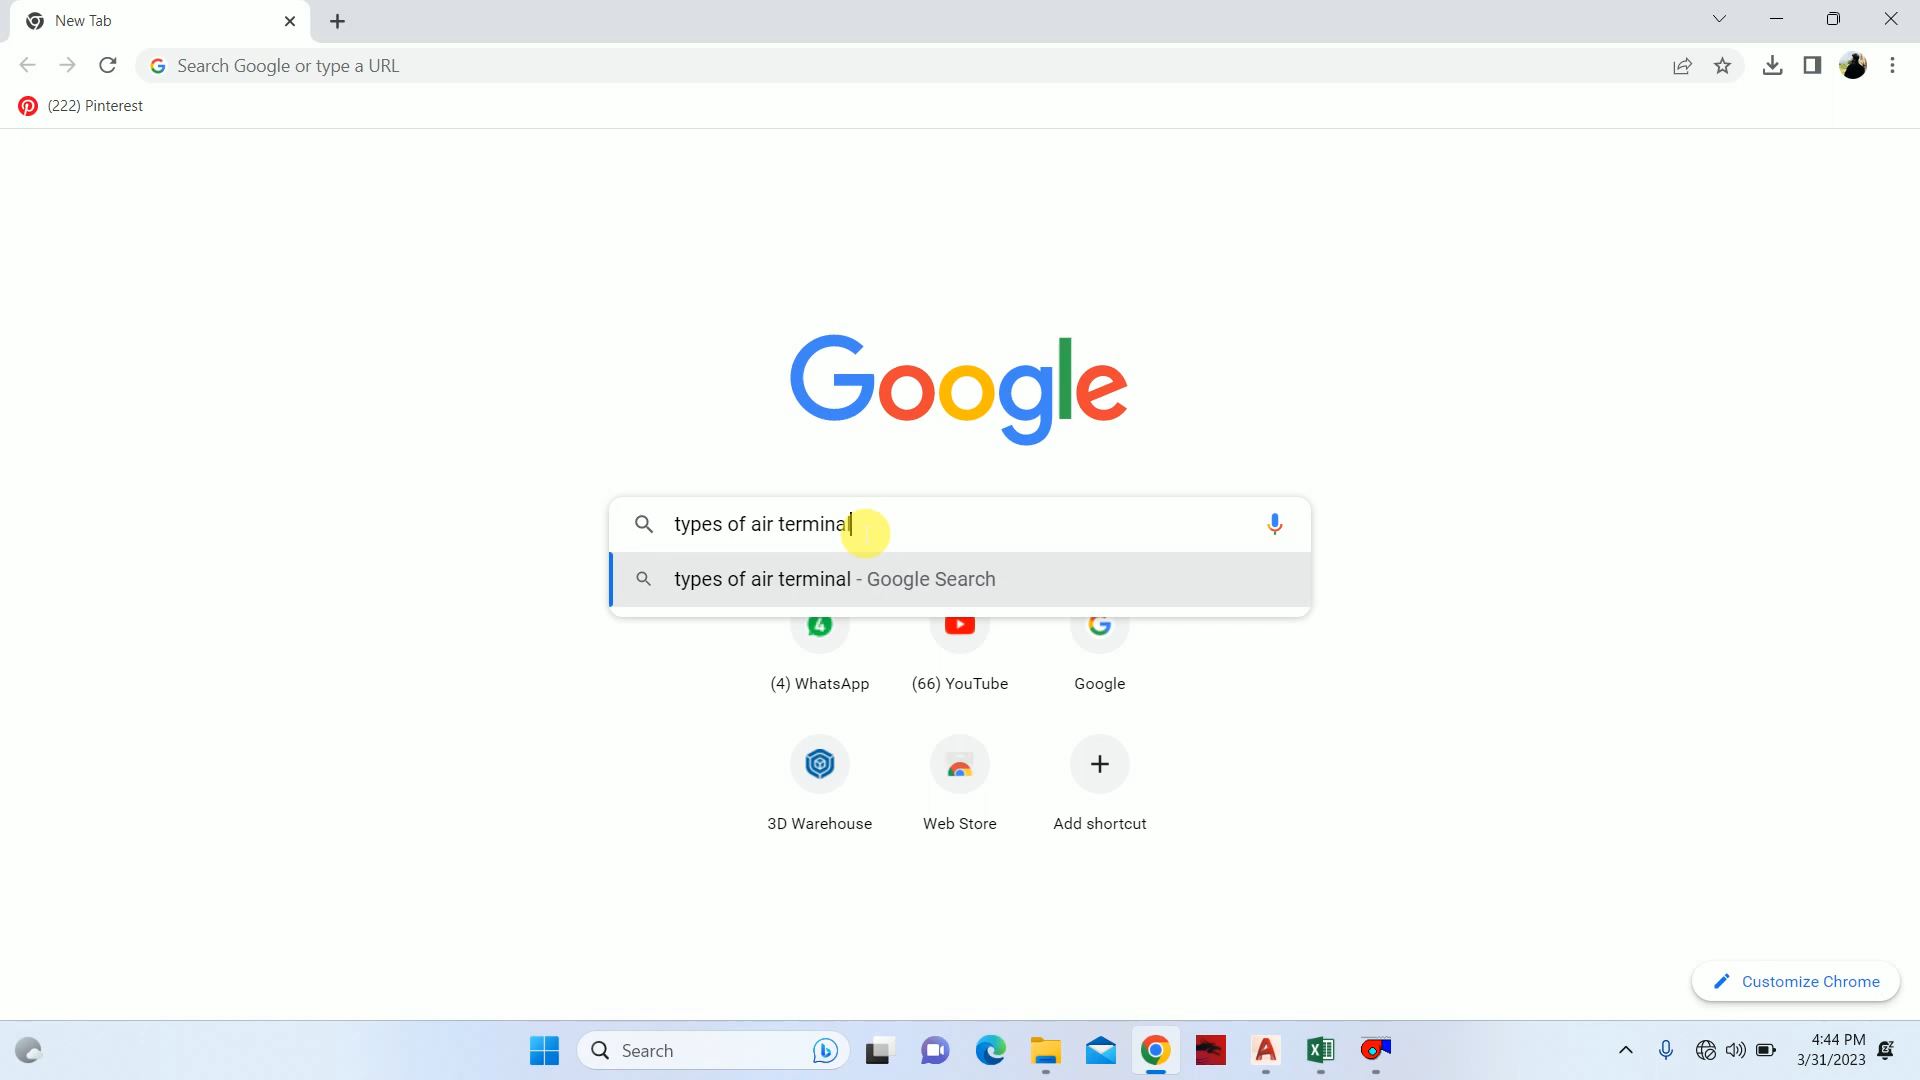 New Tab
Search Google or type a URL
(222) Pinterest
Google
types of air terminal
types of air terminal - Google Search
4
(4) WhatsApp
(66) YouTube
Google
3D Warehouse
Web Store
Add shortcut
Customize Chrome
Search
4:44 PM
3/31/2023